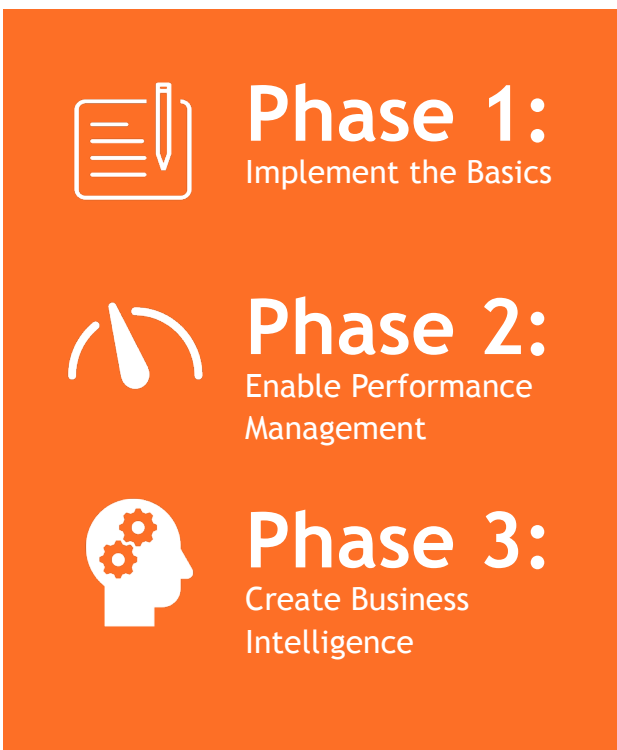 Phase 1:
Implement the Basics
Phase 2:
Enable Performance
Management
Phase 3:
Create Business
Intelligence